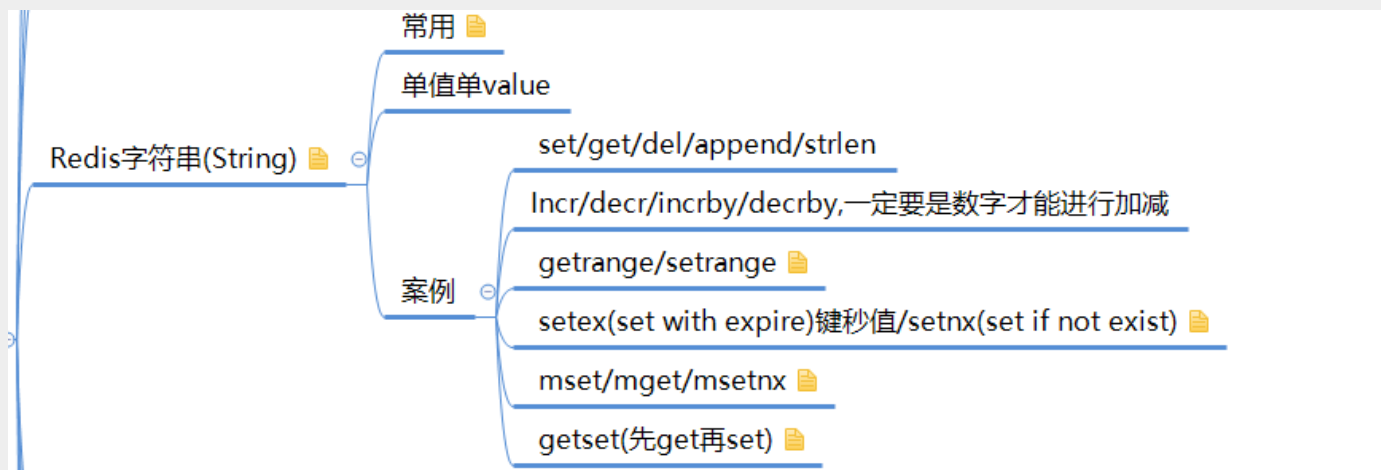 常用
单值单value
Redis字符串(String)
set/get/del/append/strlen
Incr/decr/incrby/decrby,一定要是数字才能进行加减
getrange/setrange
案例
setex(set with expire)键秒值/setnx(set if not exist)
mset/mget/msetnx
getset(先get再set)